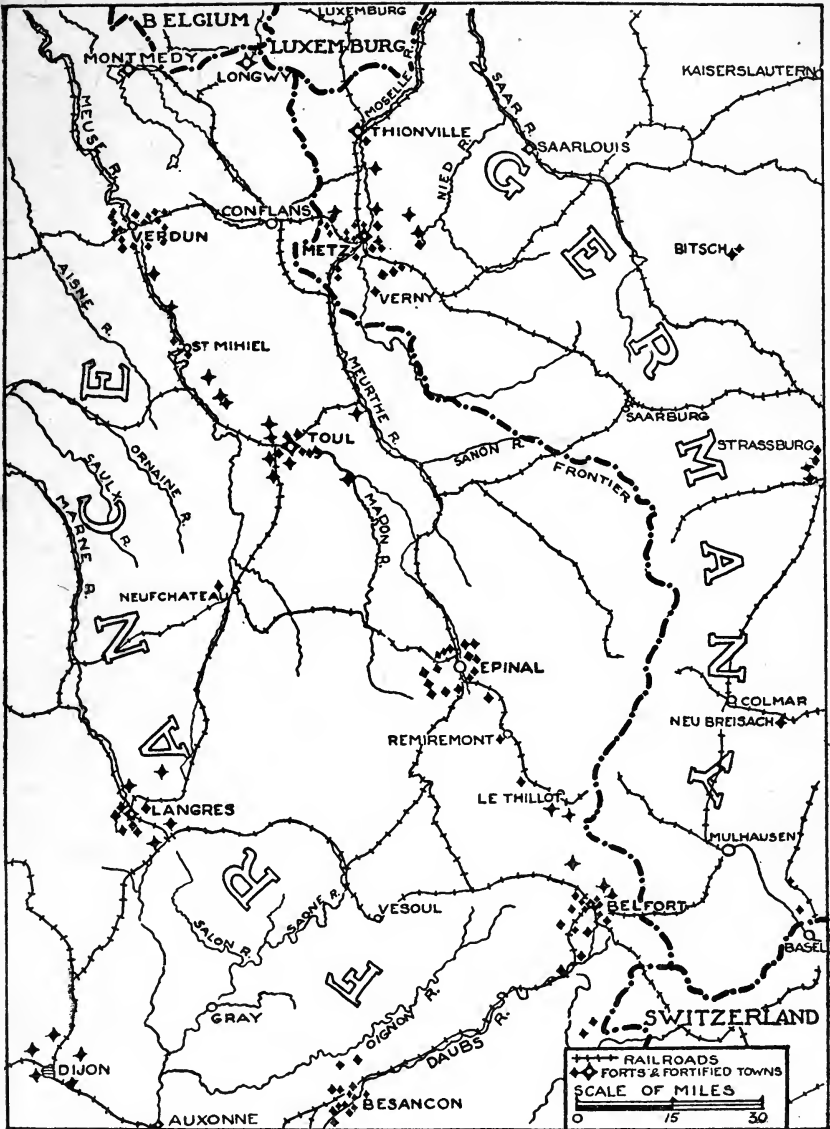 BELGIUM
LUXEMBURG
LUXEMBURG
MONTMEDY
LONGWY
MOSELLE R.
KAISERSLAUTERN
MEUSE R.
THIONVILLE
SAAR R.
SAARLOUIS
NIED R.
GERMANY
VERDUN
CONFLANS
METZ
BITSCH
AISNE R.
VERNY
ST MIHIEL
MEURTHE R.
FRANCE
SAARBURG
TOUL
SANON R.
STRASSBURG
ORNAINE R.
SAULX R.
FRONTIER
MADON R.
MARNE R.
NEUFCHATEAU
EPINAL
COLMAR
NEU BREISACH
REMIREMONT
LE THILLOT
LANGRES
MULHAUSEN
VESOUL
BELFORT
SALON R.
SAONE R.
BASEL
GRAY
OIGNON R.
DAUBS R.
SWITZERLAND
DIJON
BESANCON
AUXONNE
RAILROADS
FORTS & FORTIFIED TOWNS
SCALE OF MILES
0 15 30